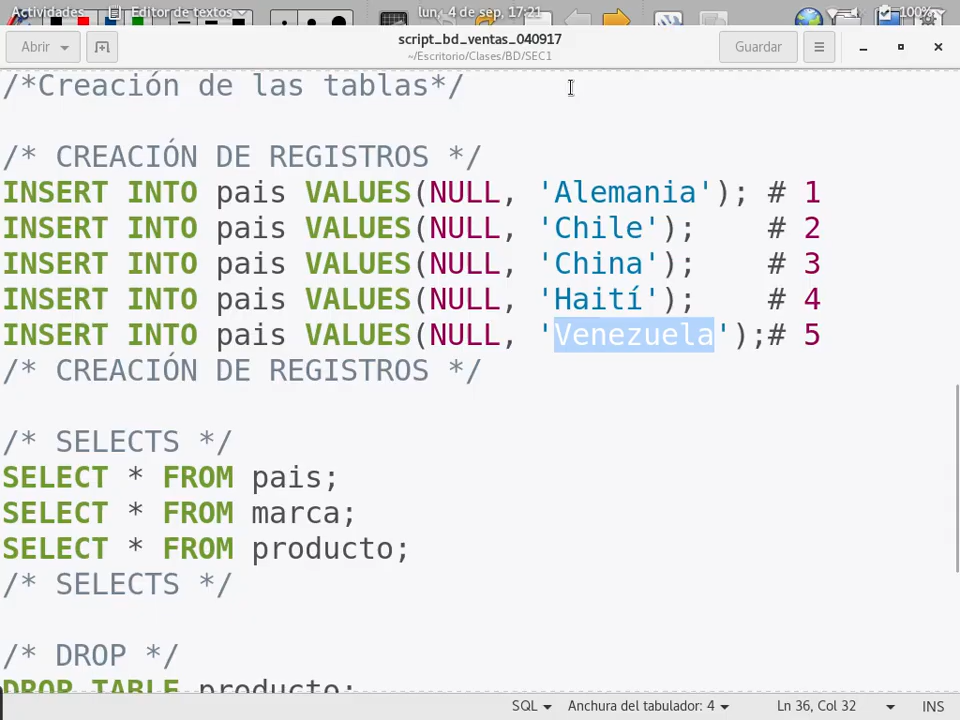 Actividades Editor de textos lun, 4 de sep, 17:21 100%
Abrir script_bd_ventas_040917 Guardar
~/Escritorio/Clases/BD/SEC1
/*Creación de las tablas*/
/* CREACIÓN DE REGISTROS */
INSERT INTO pais VALUES(NULL, 'Alemania'); # 1
INSERT INTO pais VALUES(NULL, 'Chile');    # 2
INSERT INTO pais VALUES(NULL, 'China');    # 3
INSERT INTO pais VALUES(NULL, 'Haití');    # 4
INSERT INTO pais VALUES(NULL, 'Venezuela');# 5
/* CREACIÓN DE REGISTROS */
/* SELECTS */
SELECT * FROM pais;
SELECT * FROM marca;
SELECT * FROM producto;
/* SELECTS */
/* DROP */
DROP TABLE producto;
SQL Anchura del tabulador: 4 Ln 36, Col 32 INS